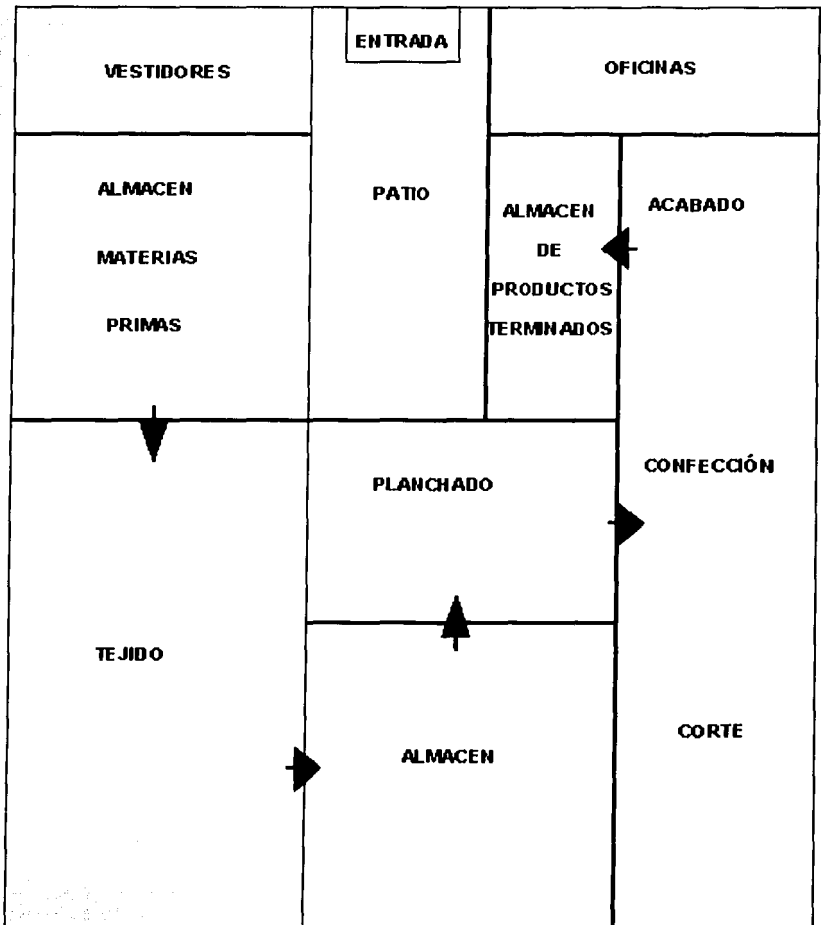 ENTRADA
VESTIDORES
OFICINAS
ALMACEN
MATERIAS
PRIMAS
PATIO
ALMACEN
DE
PRODUCTOS
TERMINADOS
ACABADO
PLANCHADO
CONFECCIÓN
TEJIDO
ALMACEN
CORTE